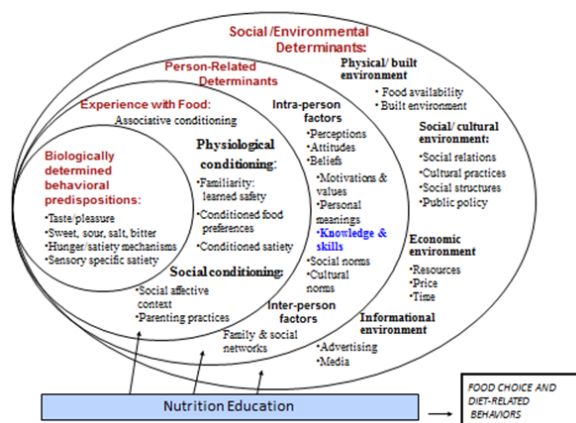 Social /Environmental
Determinants:
Person-Related
Determinants
Experience with Food:
Associative conditioning
Biologically
determined
behavioral
predispositions:
•Taste/pleasure
•Sweet, sour, salt, bitter
•Hunger/satiety mechanisms
•Sensory specific satiety
Physiological
conditioning:
•Familiarity:
learned safety
•Conditioned food
preferences
•Conditioned satiety
Social conditioning:
•Social affective
context
•Parenting practices
Intra-person
factors
•Perceptions
•Attitudes
•Beliefs
•Motivations &
values
•Personal
meanings
•Knowledge &
skills
•Social norms
•Cultural
norms
Inter-person
factors
Family & social
networks
Physical/ built
environment
• Food availability
• Built environment
Social/ cultural
environment:
•Social relations
•Cultural practices
•Social structures
•Public policy
Economic
environment
•Resources
•Price
•Time
Informational
environment
•Advertising
•Media
Nutrition Education
FOOD CHOICE AND
DIET-RELATED
BEHAVIORS